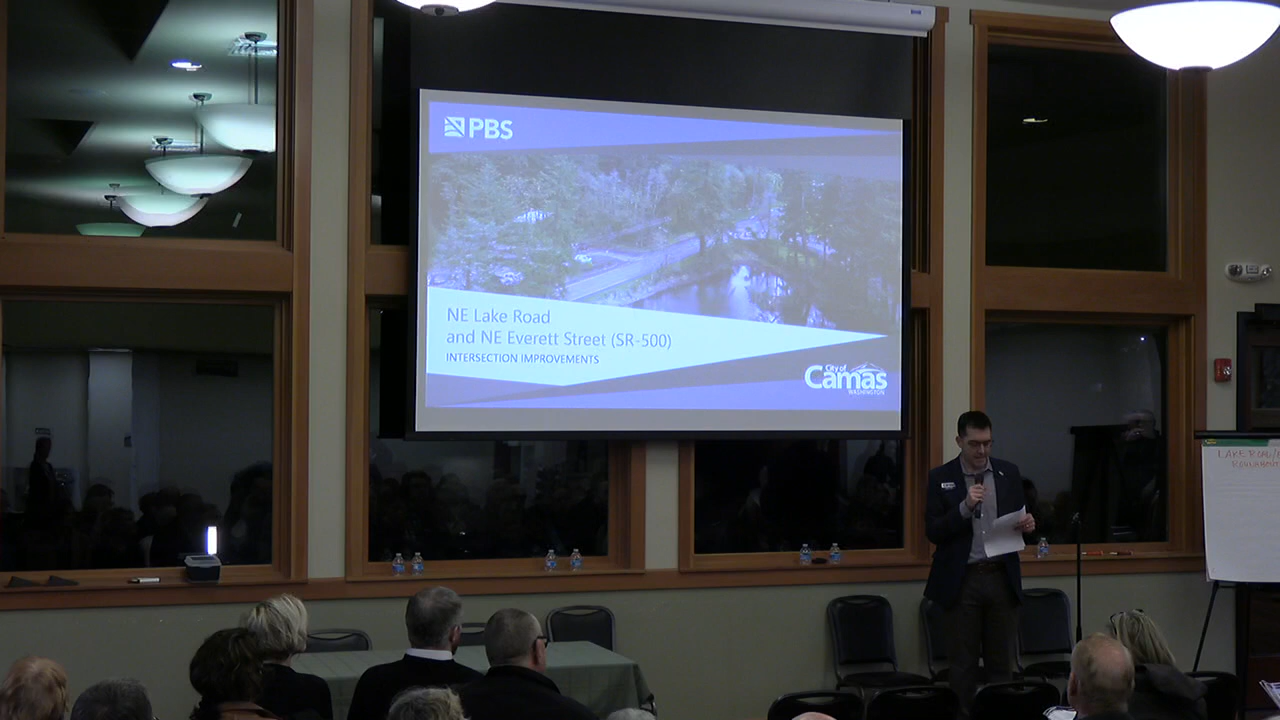 PBS
NE Lake Road
and NE Everett Street (SR-500)
INTERSECTION IMPROVEMENTS
City of
Camas
WASHINGTON
LAKE ROAD/